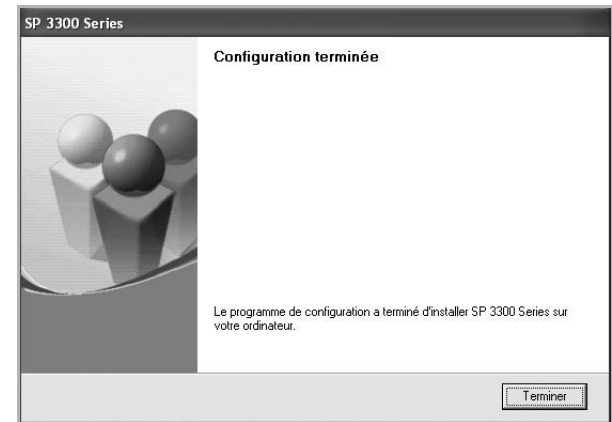 SP 3300 Series
Configuration terminée
Le programme de configuration a terminé d'installer SP 3300 Series sur
votre ordinateur.
Terminer